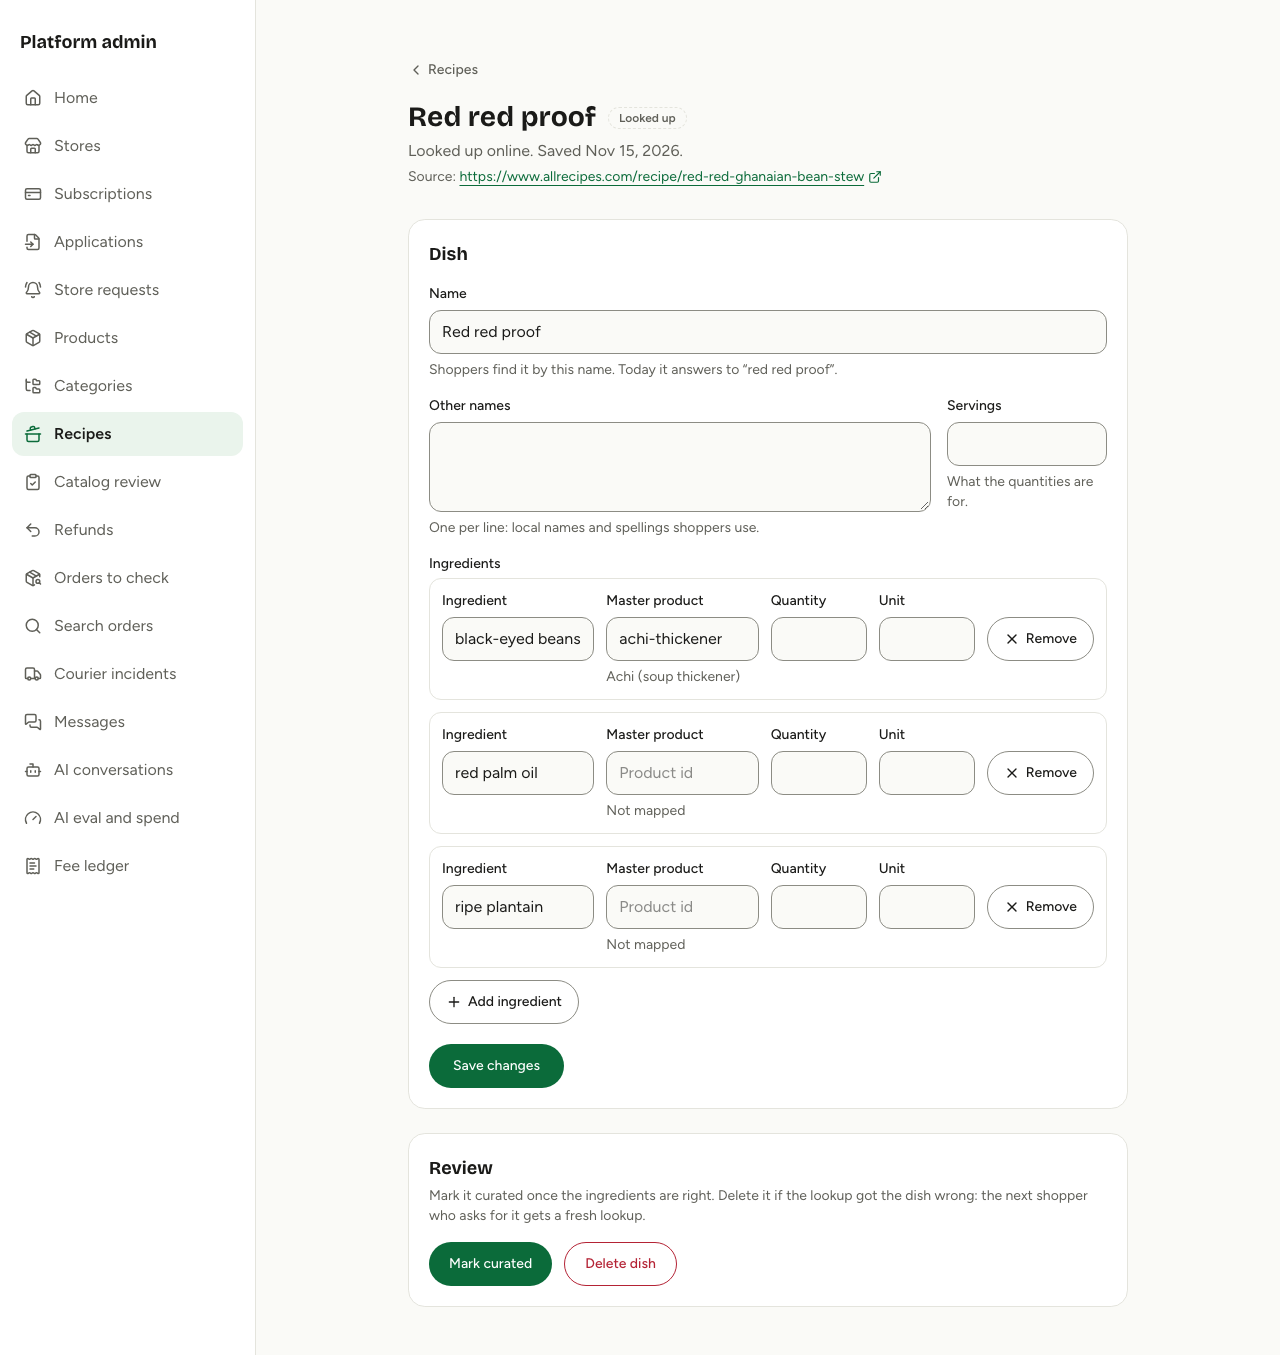 Platform admin
Home
Stores
Subscriptions
Applications
Store requests
Products
Categories
Recipes
Catalog review
Refunds
Orders to check
Search orders
Courier incidents
Messages
AI conversations
AI eval and spend
Fee ledger
Recipes
Red red proof Looked up
Looked up online. Saved Nov 15, 2026.
Source: https://www.allrecipes.com/recipe/red-red-ghanaian-bean-stew
Dish
Name
Red red proof
Shoppers find it by this name. Today it answers to “red red proof”.
Other names Servings
What the quantities are
for.
One per line: local names and spellings shoppers use.
Ingredients
Ingredient Master product Quantity Unit
black-eyed beans achi-thickener Remove
Achi (soup thickener)
Ingredient Master product Quantity Unit
red palm oil Product id Remove
Not mapped
Ingredient Master product Quantity Unit
ripe plantain Product id Remove
Not mapped
Add ingredient
Save changes
Review
Mark it curated once the ingredients are right. Delete it if the lookup got the dish wrong: the next shopper
who asks for it gets a fresh lookup.
Mark curated Delete dish